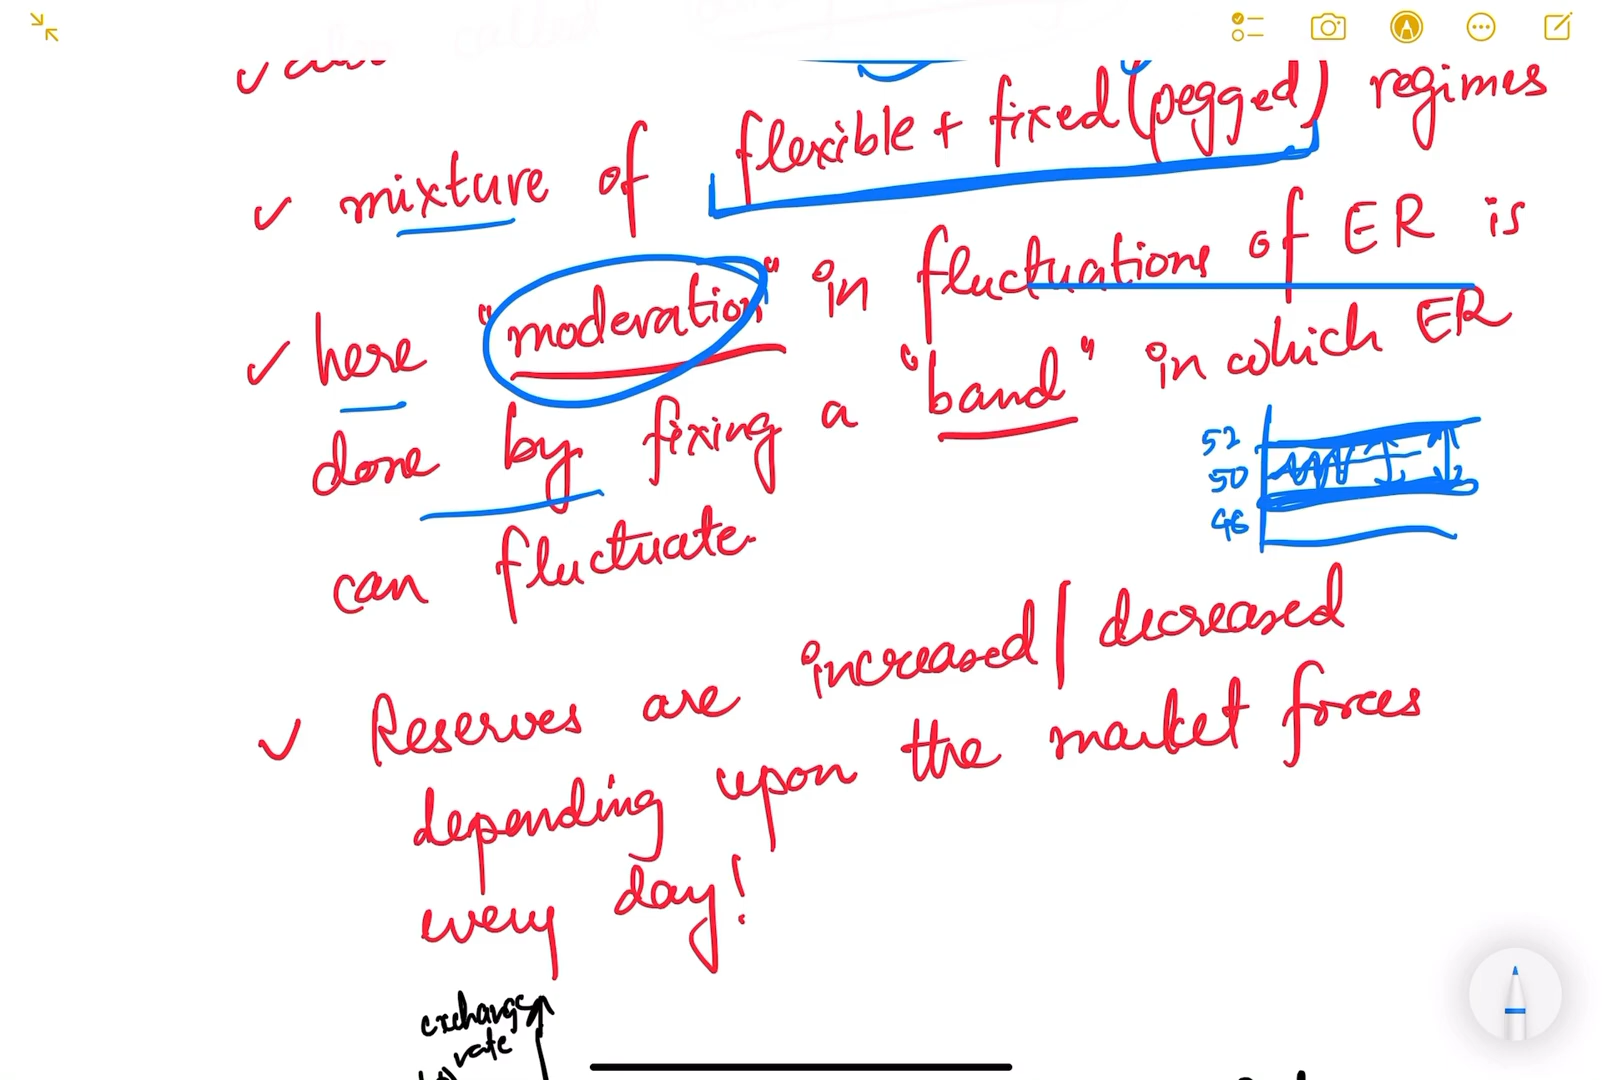 also called
✓ mixture of flexible + fixed (pegged) regimes
✓ here "moderation" in fluctuations of ER is
done by fixing a "band" in which ER
can fluctuate
52
50
48
✓ Reserves are increased / decreased
depending upon the market forces
every day!
exchange
rate